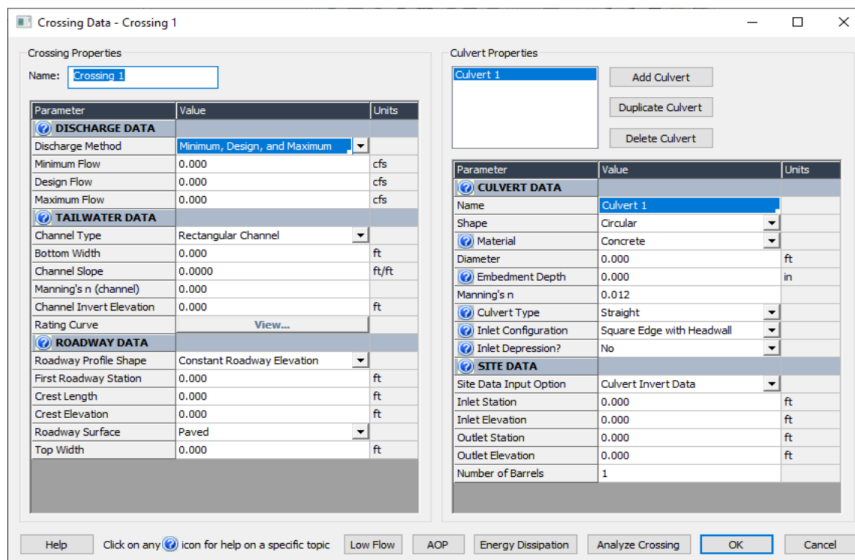 Crossing Data - Crossing 1
Crossing Properties
Name: Crossing 1
Parameter Value Units
DISCHARGE DATA
Discharge Method Minimum, Design, and Maximum
Minimum Flow 0.000 cfs
Design Flow 0.000 cfs
Maximum Flow 0.000 cfs
TAILWATER DATA
Channel Type Rectangular Channel
Bottom Width 0.000 ft
Channel Slope 0.0000 ft/ft
Manning's n (channel) 0.000
Channel Invert Elevation 0.000 ft
Rating Curve View...
ROADWAY DATA
Roadway Profile Shape Constant Roadway Elevation
First Roadway Station 0.000 ft
Crest Length 0.000 ft
Crest Elevation 0.000 ft
Roadway Surface Paved
Top Width 0.000 ft
Culvert Properties
Culvert 1
Add Culvert
Duplicate Culvert
Delete Culvert
Parameter Value Units
CULVERT DATA
Name Culvert 1
Shape Circular
Material Concrete
Diameter 0.000 ft
Embedment Depth 0.000 in
Manning's n 0.012
Culvert Type Straight
Inlet Configuration Square Edge with Headwall
Inlet Depression? No
SITE DATA
Site Data Input Option Culvert Invert Data
Inlet Station 0.000 ft
Inlet Elevation 0.000 ft
Outlet Station 0.000 ft
Outlet Elevation 0.000 ft
Number of Barrels 1
Help Click on any ? icon for help on a specific topic Low Flow AOP Energy Dissipation Analyze Crossing OK Cancel